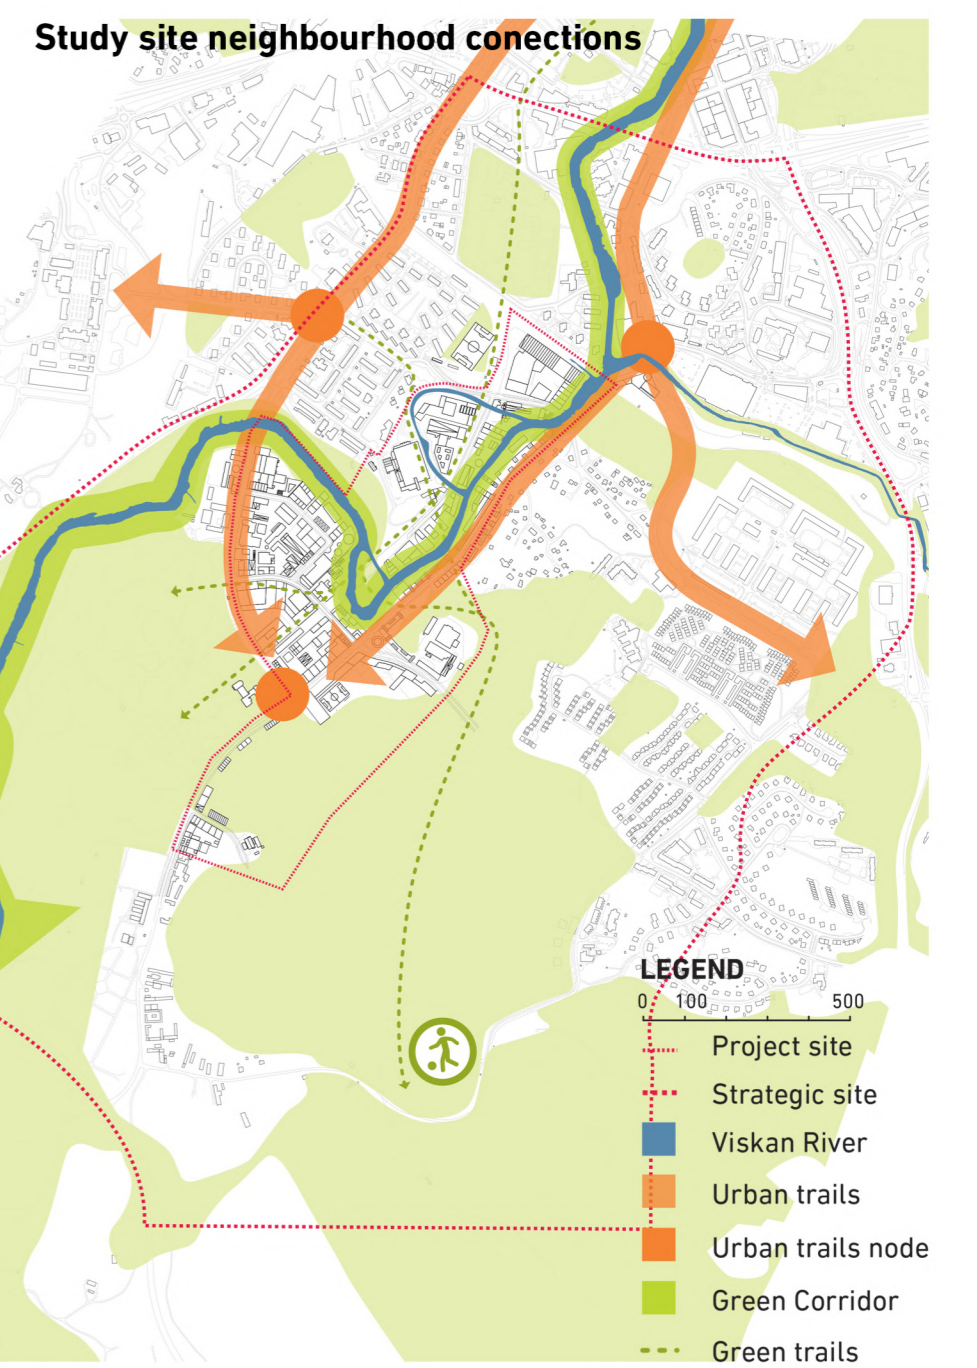 Study site neighbourhood conections
LEGEND
0 100 500
Project site
Strategic site
Viskan River
Urban trails
Urban trails node
Green Corridor
Green trails